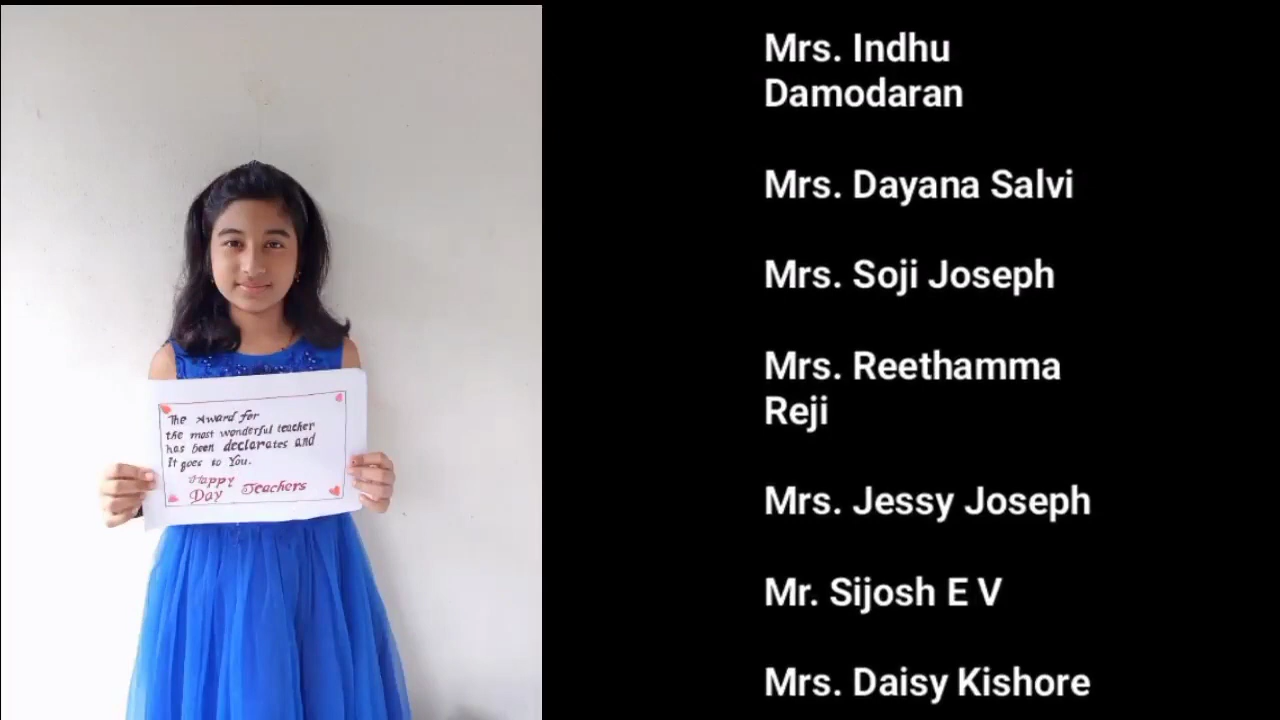 The Award for
the most wonderful teacher
has been declarates and
it goes to You.
Happy
Day Teachers
Mrs. Indhu
Damodaran
Mrs. Dayana Salvi
Mrs. Soji Joseph
Mrs. Reethamma
Reji
Mrs. Jessy Joseph
Mr. Sijosh E V
Mrs. Daisy Kishore